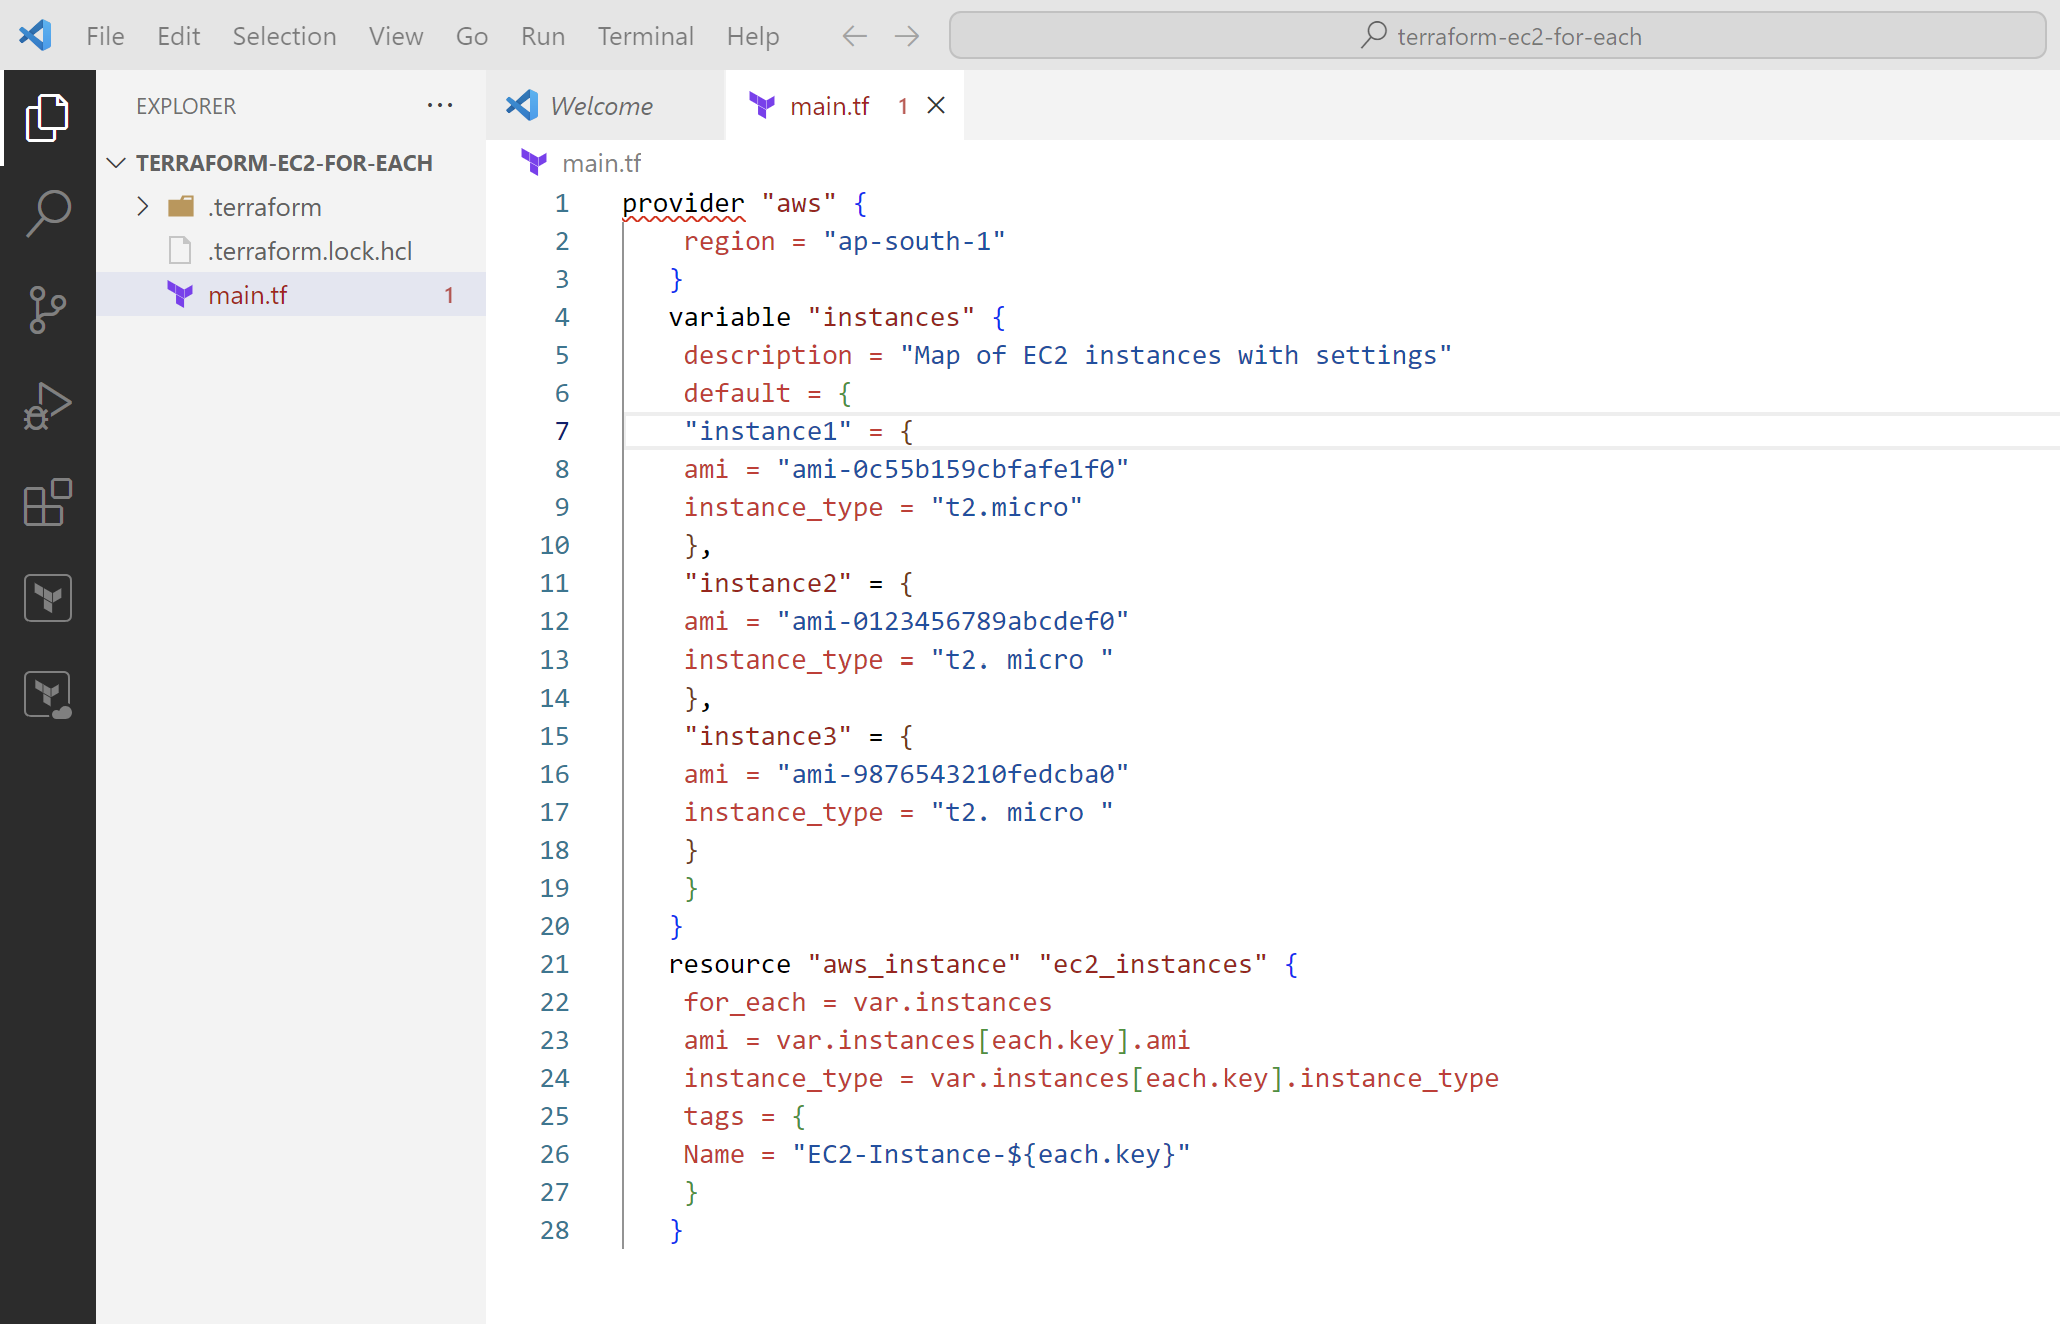 File Edit Selection View Go Run Terminal Help terraform-ec2-for-each
EXPLORER
TERRAFORM-EC2-FOR-EACH
.terraform
.terraform.lock.hcl
main.tf 1
Welcome main.tf 1
main.tf
1 provider "aws" {
2 region = "ap-south-1"
3 }
4 variable "instances" {
5 description = "Map of EC2 instances with settings"
6 default = {
7 "instance1" = {
8 ami = "ami-0c55b159cbfafe1f0"
9 instance_type = "t2.micro"
10 },
11 "instance2" = {
12 ami = "ami-0123456789abcdef0"
13 instance_type = "t2. micro "
14 },
15 "instance3" = {
16 ami = "ami-9876543210fedcba0"
17 instance_type = "t2. micro "
18 }
19 }
20 }
21 resource "aws_instance" "ec2_instances" {
22 for_each = var.instances
23 ami = var.instances[each.key].ami
24 instance_type = var.instances[each.key].instance_type
25 tags = {
26 Name = "EC2-Instance-${each.key}"
27 }
28 }